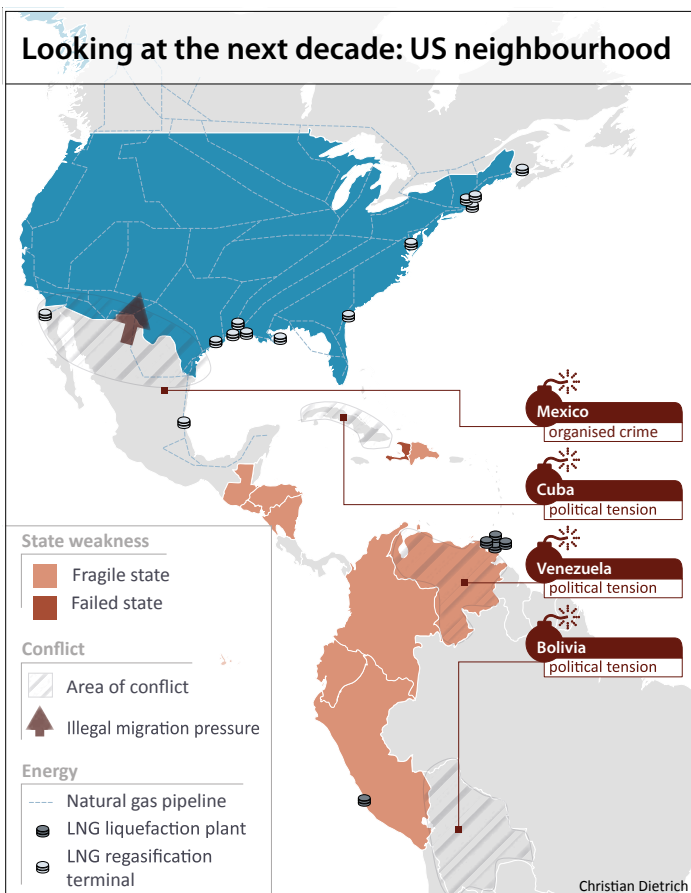 Looking at the next decade: US neighbourhood
Mexico
organised crime
Cuba
political tension
Venezuela
political tension
Bolivia
political tension
State weakness
Fragile state
Failed state
Conflict
Area of conflict
Illegal migration pressure
Energy
Natural gas pipeline
LNG liquefaction plant
LNG regasification
terminal
Christian Dietrich